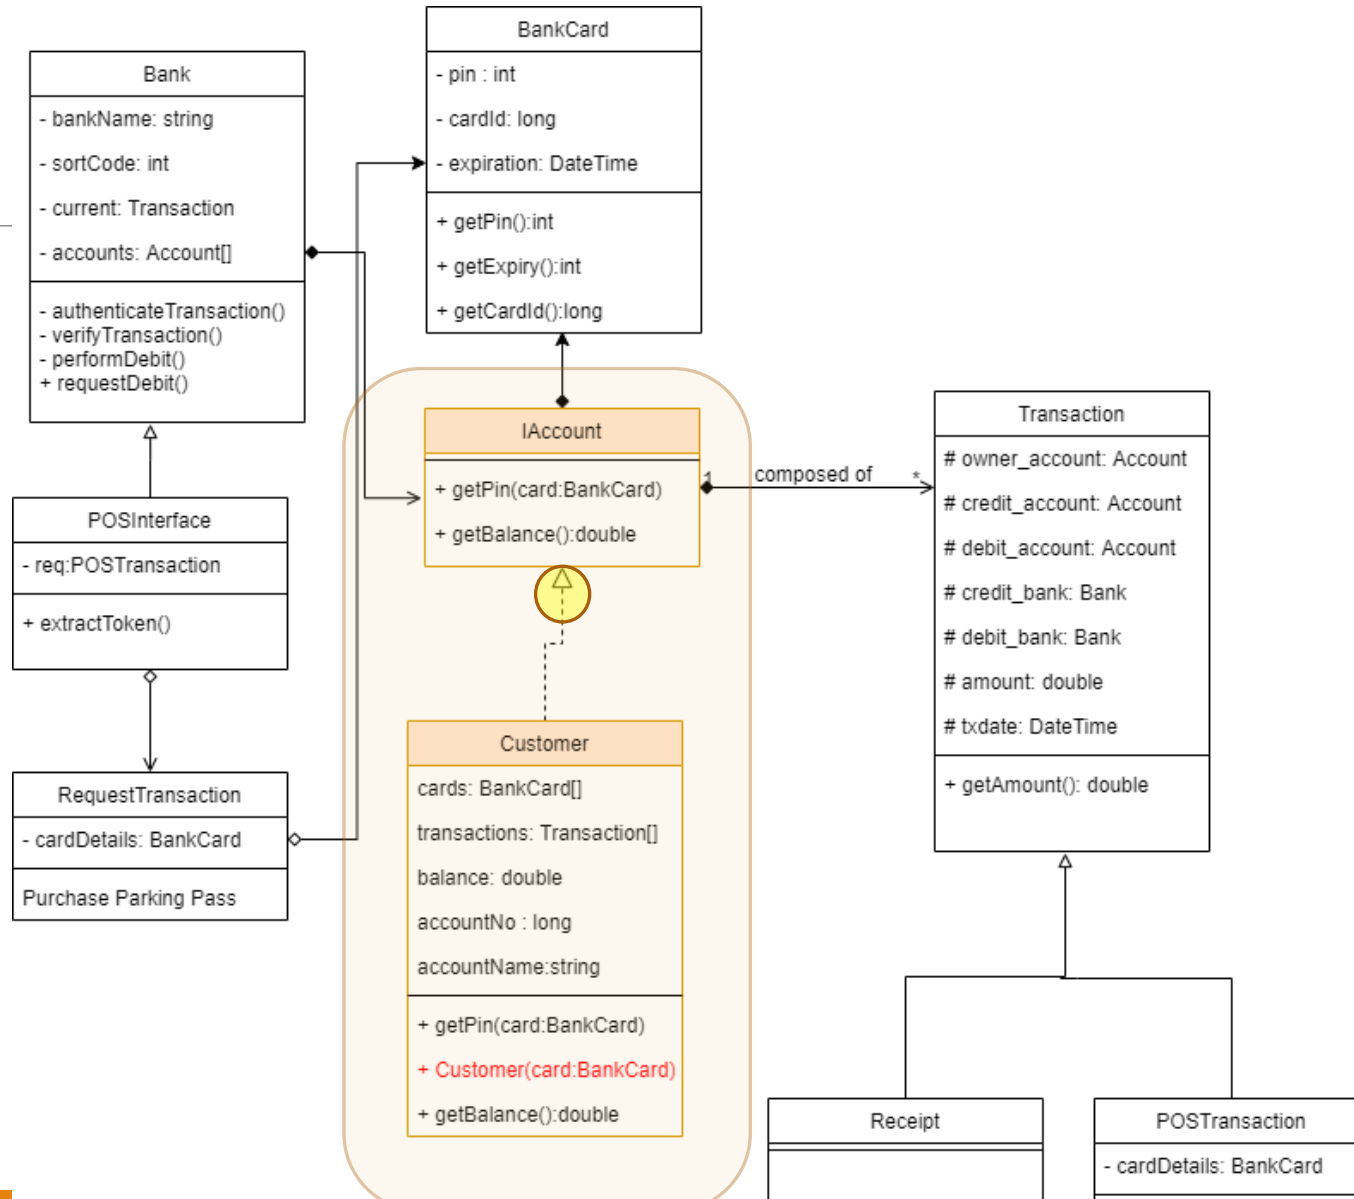 BankCard
- pin : int
- cardId: long
- expiration: DateTime
+ getPin():int
+ getExpiry():int
+ getCardId():long
Bank
- bankName: string
- sortCode: int
- current: Transaction
- accounts: Account[]
- authenticateTransaction()
- verifyTransaction()
- performDebit()
+ requestDebit()
IAccount
+ getPin(card:BankCard)
+ getBalance():double
1
composed of
*
Transaction
# owner_account: Account
# credit_account: Account
# debit_account: Account
# credit_bank: Bank
# debit_bank: Bank
# amount: double
# txdate: DateTime
+ getAmount(): double
POSInterface
- req:POSTransaction
+ extractToken()
RequestTransaction
- cardDetails: BankCard
Purchase Parking Pass
Customer
cards: BankCard[]
transactions: Transaction[]
balance: double
accountNo : long
accountName:string
+ getPin(card:BankCard)
+ Customer(card:BankCard)
+ getBalance():double
Receipt
POSTransaction
- cardDetails: BankCard